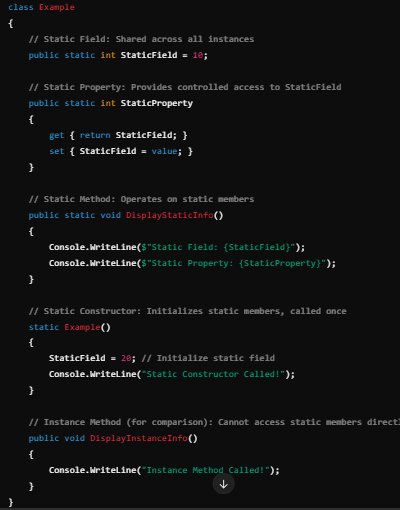 class Example
{
    // Static Field: Shared across all instances
    public static int StaticField = 10;

    // Static Property: Provides controlled access to StaticField
    public static int StaticProperty
    {
        get { return StaticField; }
        set { StaticField = value; }
    }

    // Static Method: Operates on static members
    public static void DisplayStaticInfo()
    {
        Console.WriteLine($"Static Field: {StaticField}");
        Console.WriteLine($"Static Property: {StaticProperty}");
    }

    // Static Constructor: Initializes static members, called once
    static Example()
    {
        StaticField = 20; // Initialize static field
        Console.WriteLine("Static Constructor Called!");
    }

    // Instance Method (for comparison): Cannot access static members directl
    public void DisplayInstanceInfo()
    {
        Console.WriteLine("Instance Method Called!");
    }
}